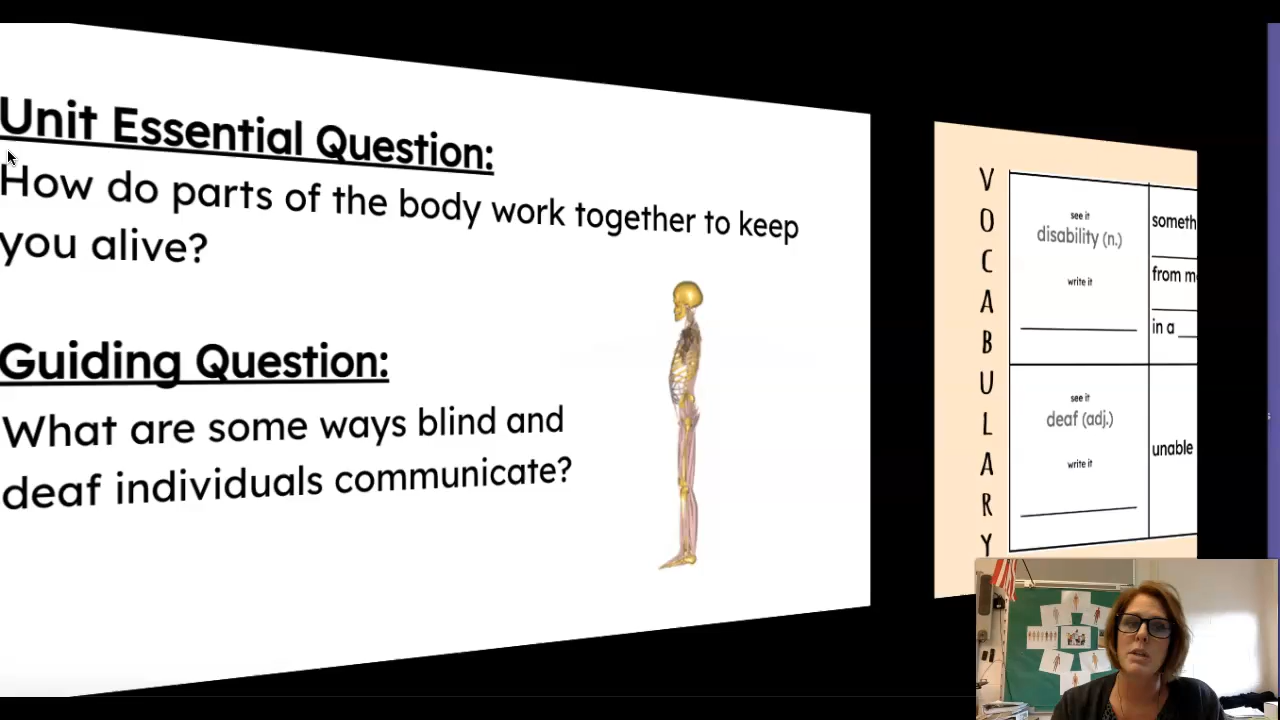 Unit Essential Question:
How do parts of the body work together to keep
you alive?
Guiding Question:
What are some ways blind and
deaf individuals communicate?
VOCABULARY
see it
disability (n.)
write it
someth
from m
in a
see it
deaf (adj.)
write it
unable